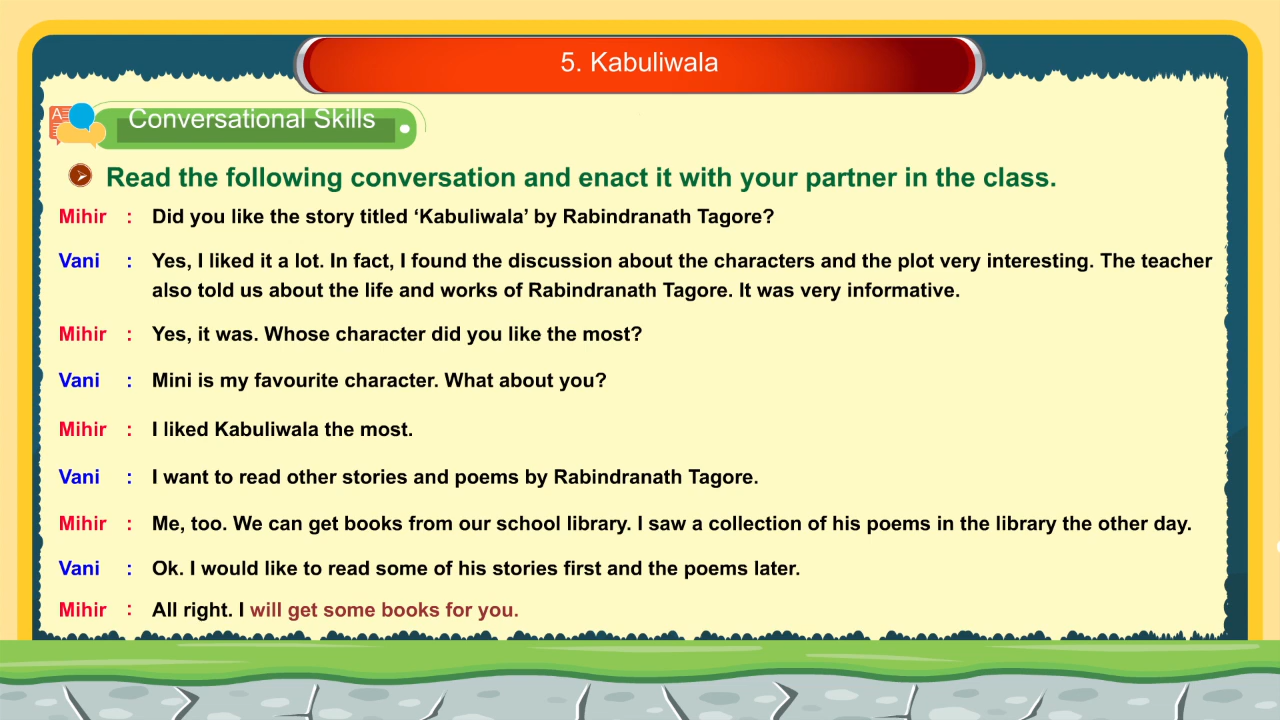 5. Kabuliwala
A
Conversational Skills
Read the following conversation and enact it with your partner in the class.
Mihir : Did you like the story titled ‘Kabuliwala’ by Rabindranath Tagore?
Vani : Yes, I liked it a lot. In fact, I found the discussion about the characters and the plot very interesting. The teacher
also told us about the life and works of Rabindranath Tagore. It was very informative.
Mihir : Yes, it was. Whose character did you like the most?
Vani : Mini is my favourite character. What about you?
Mihir : I liked Kabuliwala the most.
Vani : I want to read other stories and poems by Rabindranath Tagore.
Mihir : Me, too. We can get books from our school library. I saw a collection of his poems in the library the other day.
Vani : Ok. I would like to read some of his stories first and the poems later.
Mihir : All right. I will get some books for you.